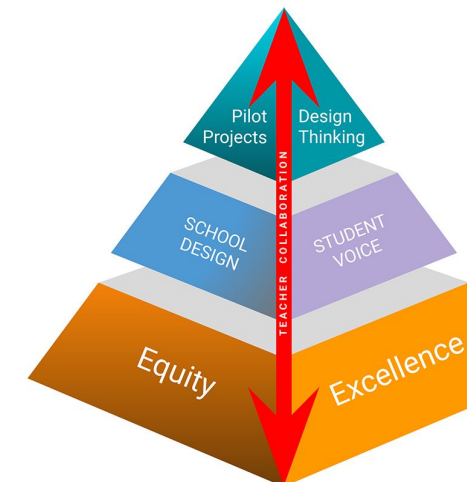 Pilot
Projects
Design
Thinking
SCHOOL
DESIGN
STUDENT
VOICE
TEACHER COLLABORATION
Equity
Excellence